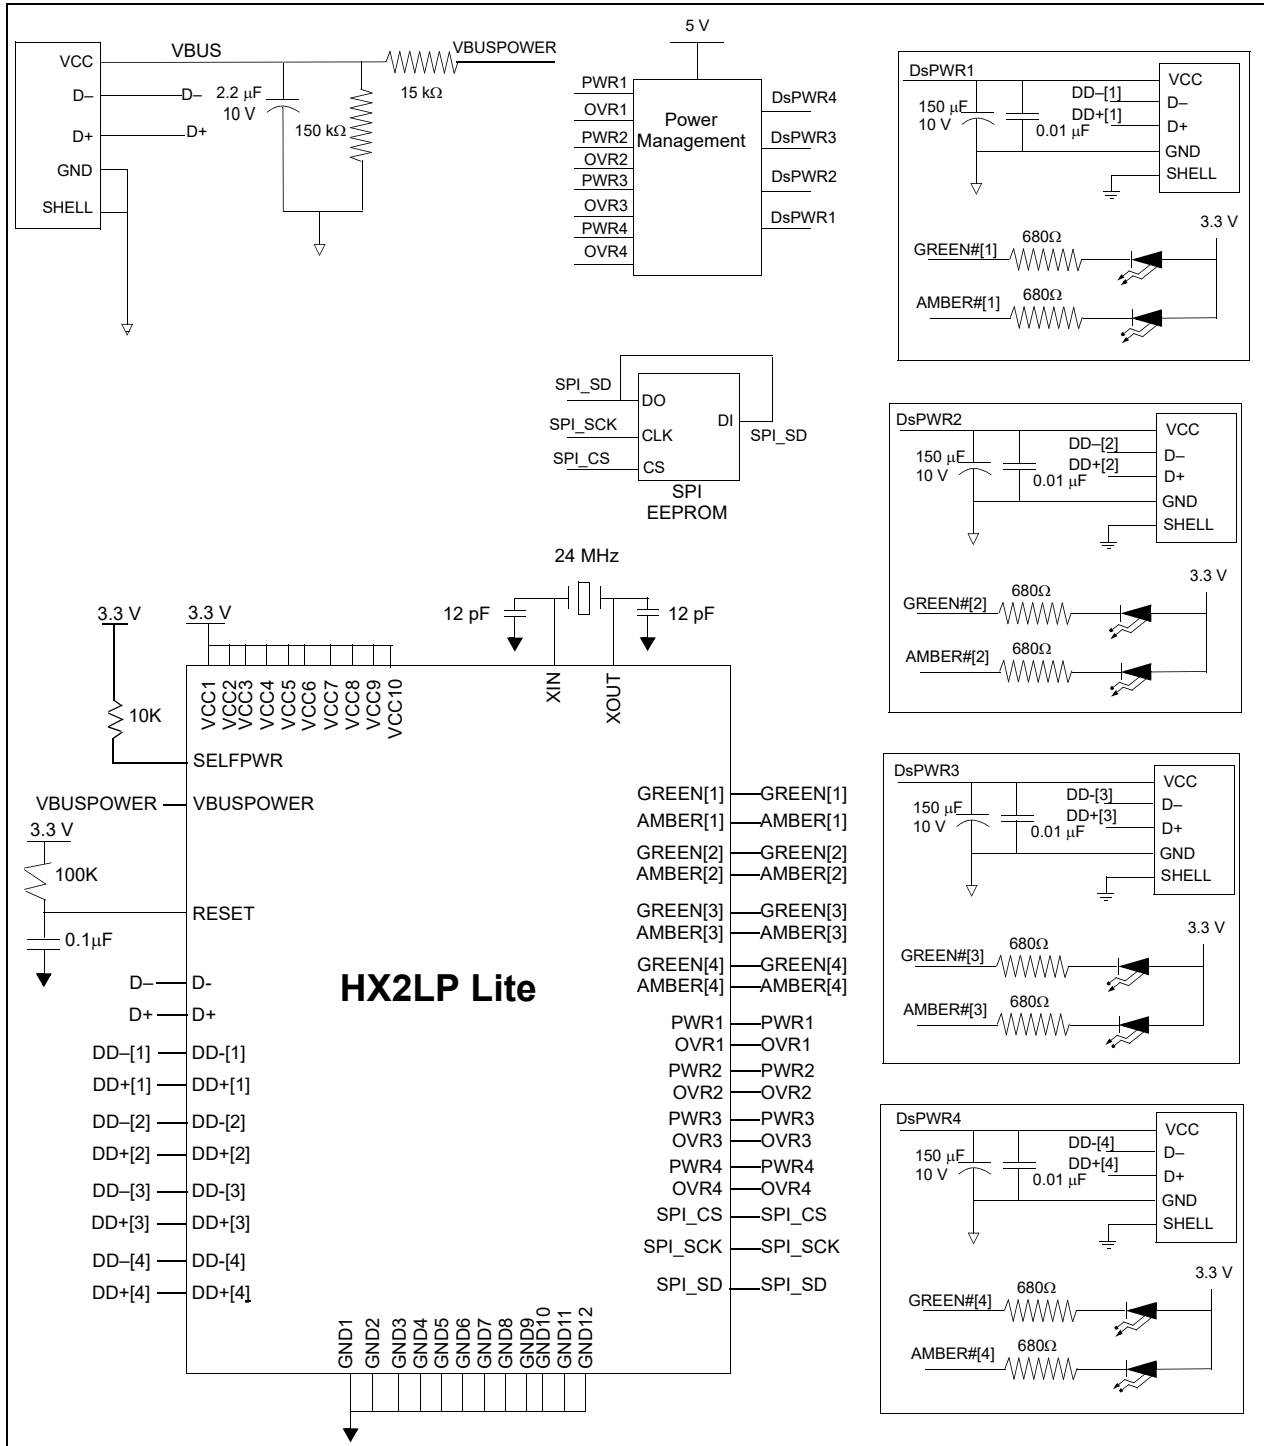 VCC
D–
D+
GND
SHELL
VBUS
D–
D+
2.2 µF
10 V
150 kΩ
15 kΩ
VBUSPOWER
5 V
PWR1
OVR1
PWR2
OVR2
PWR3
OVR3
PWR4
OVR4
Power
Management
DsPWR4
DsPWR3
DsPWR2
DsPWR1
SPI_SD
SPI_SCK
SPI_CS
DO
CLK
CS
DI
SPI_SD
SPI
EEPROM
24 MHz
12 pF
12 pF
3.3 V
10K
3.3 V
VCC1
VCC2
VCC3
VCC4
VCC5
VCC6
VCC7
VCC8
VCC9
VCC10
XIN
XOUT
SELFPWR
VBUSPOWER
VBUSPOWER
3.3 V
100K
RESET
0.1µF
HX2LP Lite
D– D-
D+ D+
DD–[1] DD-[1]
DD+[1] DD+[1]
DD–[2] DD-[2]
DD+[2] DD+[2]
DD–[3] DD-[3]
DD+[3] DD+[3]
DD–[4] DD-[4]
DD+[4] DD+[4]
GREEN[1] GREEN[1]
AMBER[1] AMBER[1]
GREEN[2] GREEN[2]
AMBER[2] AMBER[2]
GREEN[3] GREEN[3]
AMBER[3] AMBER[3]
GREEN[4] GREEN[4]
AMBER[4] AMBER[4]
PWR1 PWR1
OVR1 OVR1
PWR2 PWR2
OVR2 OVR2
PWR3 PWR3
OVR3 OVR3
PWR4 PWR4
OVR4 OVR4
SPI_CS SPI_CS
SPI_SCK SPI_SCK
SPI_SD SPI_SD
GND1
GND2
GND3
GND4
GND5
GND6
GND7
GND8
GND9
GND10
GND11
GND12
DsPWR1
150 µF
10 V
0.01 µF
DD–[1]
DD+[1]
VCC
D–
D+
GND
SHELL
3.3 V
GREEN#[1]
680Ω
AMBER#[1]
680Ω
DsPWR2
150 µF
10 V
0.01 µF
DD–[2]
DD+[2]
VCC
D–
D+
GND
SHELL
3.3 V
GREEN#[2]
680Ω
AMBER#[2]
680Ω
DsPWR3
150 µF
10 V
0.01 µF
DD-[3]
DD+[3]
VCC
D–
D+
GND
SHELL
3.3 V
GREEN#[3]
680Ω
AMBER#[3]
680Ω
DsPWR4
150 µF
10 V
0.01 µF
DD-[4]
DD+[4]
VCC
D–
D+
GND
SHELL
3.3 V
GREEN#[4]
680Ω
AMBER#[4]
680Ω